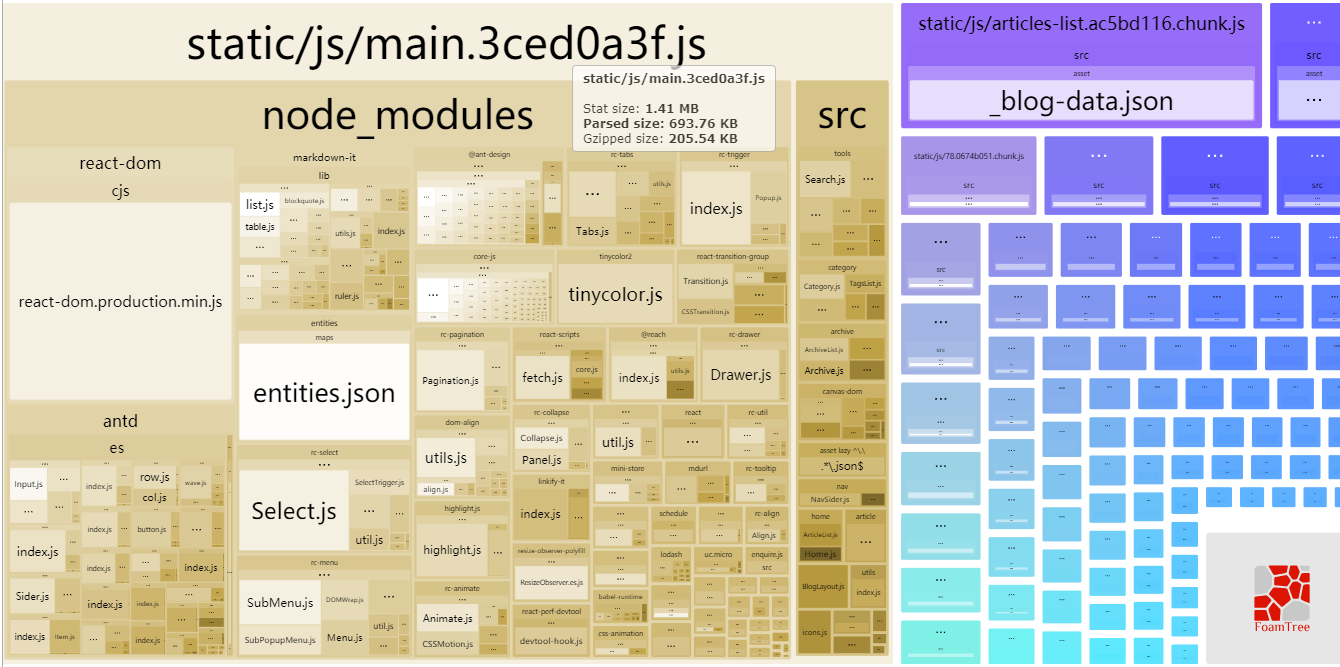 static/js/main.3ced0a3f.js
static/js/main.3ced0a3f.js
Stat size: 1.41 MB
Parsed size: 693.76 KB
Gzipped size: 205.54 KB
node_modules
react-dom
cjs
react-dom.production.min.js
antd
es
Input.js
index.js
row.js
col.js
wave.js
index.js
index.js
button.js
index.js
index.js
Sider.js
index.js
index.js
index.js
Item.js
index.js
markdown-it
lib
list.js
blockquote.js
table.js
utils.js
index.js
ruler.js
entities
maps
entities.json
rc-select
...
Select.js
SelectTrigger.js
util.js
rc-menu
...
SubMenu.js
DOMWrap.js
SubPopupMenu.js
Menu.js
util.js
@ant-design
...
rc-tabs
...
utils.js
Tabs.js
rc-trigger
...
index.js
Popup.js
core-js
...
tinycolor2
tinycolor.js
react-transition-group
Transition.js
CSSTransition.js
rc-pagination
...
Pagination.js
react-scripts
...
fetch.js
core.js
@reach
...
index.js
utils.js
rc-drawer
...
Drawer.js
dom-align
...
utils.js
align.js
rc-collapse
...
Collapse.js
Panel.js
util.js
react
...
rc-util
...
highlight.js
highlight.js
linkify-it
index.js
mini-store
...
mdurl
...
rc-tooltip
...
schedule
...
rc-align
Align.js
resize-observer-polyfill
ResizeObserver.es.js
lodash
uc.micro
enquire.js
src
rc-animate
...
Animate.js
CSSMotion.js
react-perf-devtool
devtool-hook.js
babel-runtime
css-animation
src
tools
Search.js
category
Category.js
TagsList.js
archive
ArchiveList.js
Archive.js
canvas-dom
asset lazy ^\.\
.*\.json$
nav
NavSider.js
home
article
ArticleList.js
Home.js
BlogLayout.js
utils
index.js
icons.js
static/js/articles-list.ac5bd116.chunk.js
src
asset
_blog-data.json
...
src
asset
...
static/js/78.0674b051.chunk.js
src
...
src
...
src
...
src
...
src
...
src
FoamTree